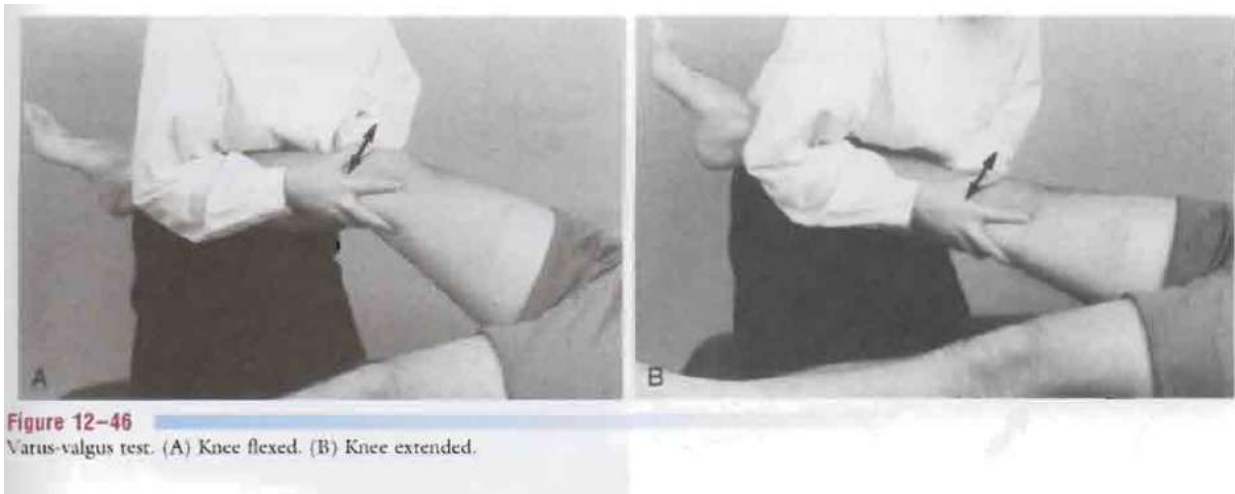 A
B
Figure 12–46
Varus-valgus test. (A) Knee flexed. (B) Knee extended.